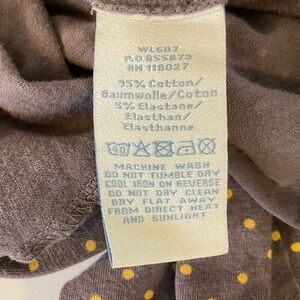 WL607
P.O 855873
RN 118027
95% Cotton/
Baumwolle/Coton
5% Elastane/
Elasthan/
Elasthanne
40
MACHINE WASH
DO NOT TUMBLE DRY
COOL IRON ON REVERSE
DO NOT DRY CLEAN
DRY FLAT AWAY
FROM DIRECT HEAT
AND SUNLIGHT